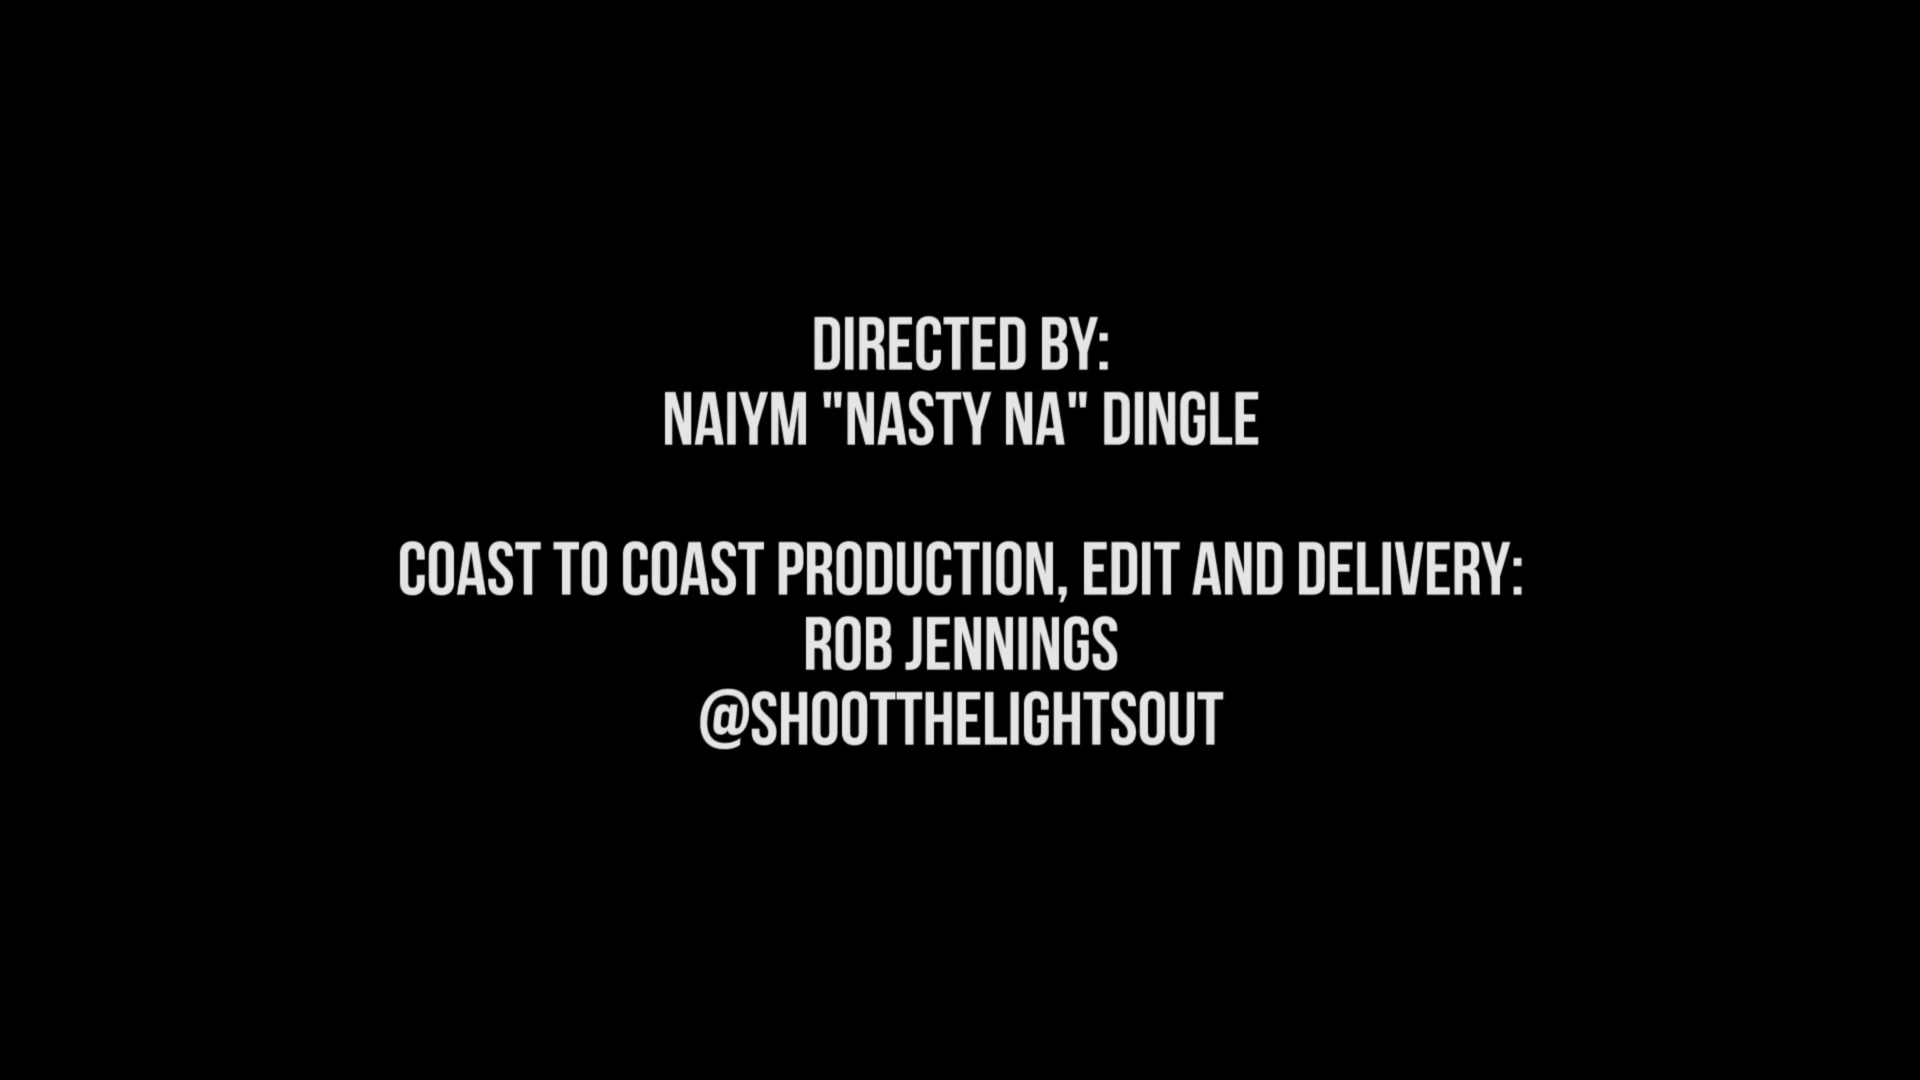 DIRECTED BY:
NAIYM "NASTY NA" DINGLE
COAST TO COAST PRODUCTION, EDIT AND DELIVERY:
ROB JENNINGS
@SHOOTTHELIGHTSOUT